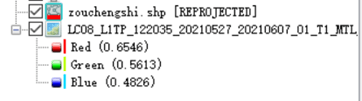 zouchengshi.shp [REPROJECTED]
LC08_L1TP_122035_20210527_20210607_01_T1_MTL
Red (0.6546)
Green (0.5613)
Blue (0.4826)